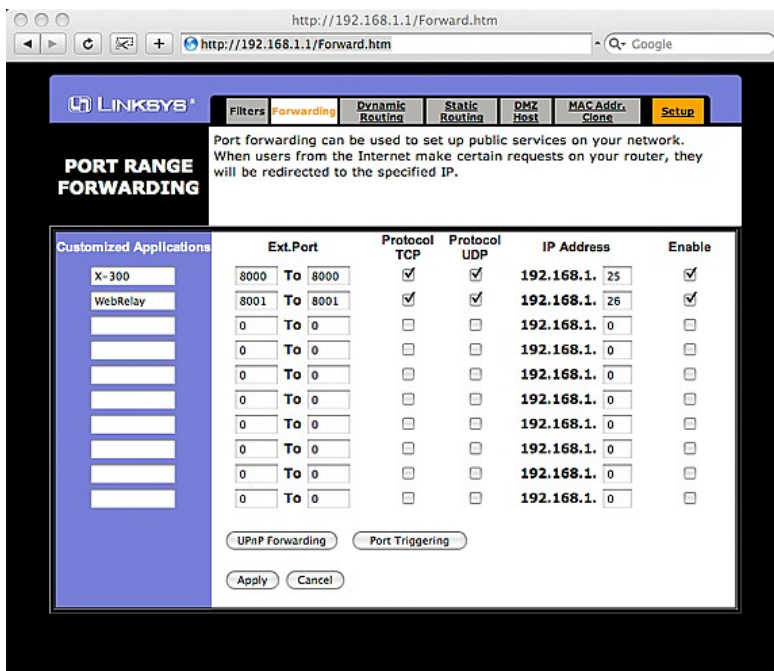 http://192.168.1.1/Forward.htm
http://192.168.1.1/Forward.htm
Q- Google
LINKSYS®
Filters Forwarding Dynamic Routing Static Routing DMZ Host MAC Addr. Clone Setup
PORT RANGE FORWARDING
Port forwarding can be used to set up public services on your network.
When users from the Internet make certain requests on your router, they
will be redirected to the specified IP.
Customized Applications Ext.Port Protocol TCP Protocol UDP IP Address Enable
X-300 8000 To 8000 192.168.1. 25
WebRelay 8001 To 8001 192.168.1. 26
0 To 0 192.168.1. 0
0 To 0 192.168.1. 0
0 To 0 192.168.1. 0
0 To 0 192.168.1. 0
0 To 0 192.168.1. 0
0 To 0 192.168.1. 0
0 To 0 192.168.1. 0
0 To 0 192.168.1. 0
UPnP Forwarding Port Triggering
Apply Cancel